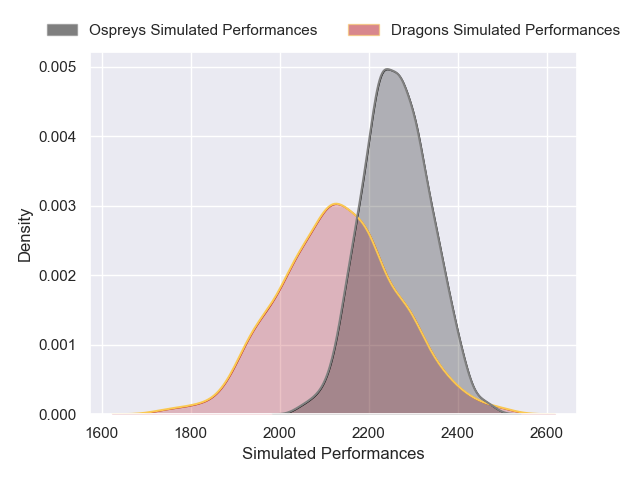 Ospreys Simulated Performances Dragons Simulated Performances
0.005
0.004
0.003
0.002
0.001
0.000
Density
1600 1800 2000 2200 2400 2600
Simulated Performances